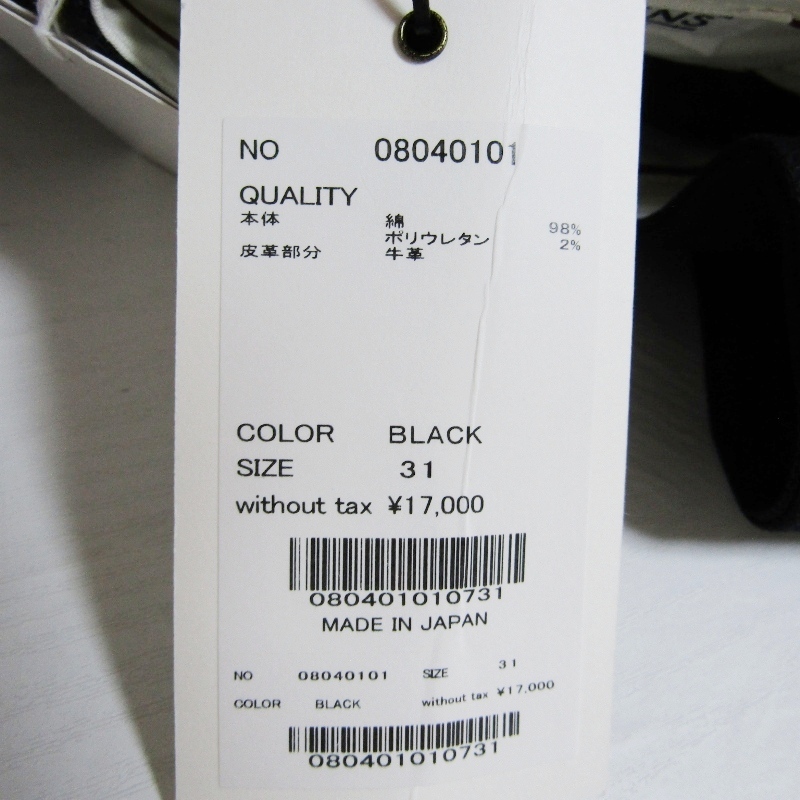 NS
NO 08040101
QUALITY
本体 綿 98%
ポリウレタン 2%
皮革部分 牛革
COLOR BLACK
SIZE 31
without tax ¥17,000
080401010731
MADE IN JAPAN
NO 08040101 SIZE 31
COLOR BLACK without tax ¥17,000
080401010731